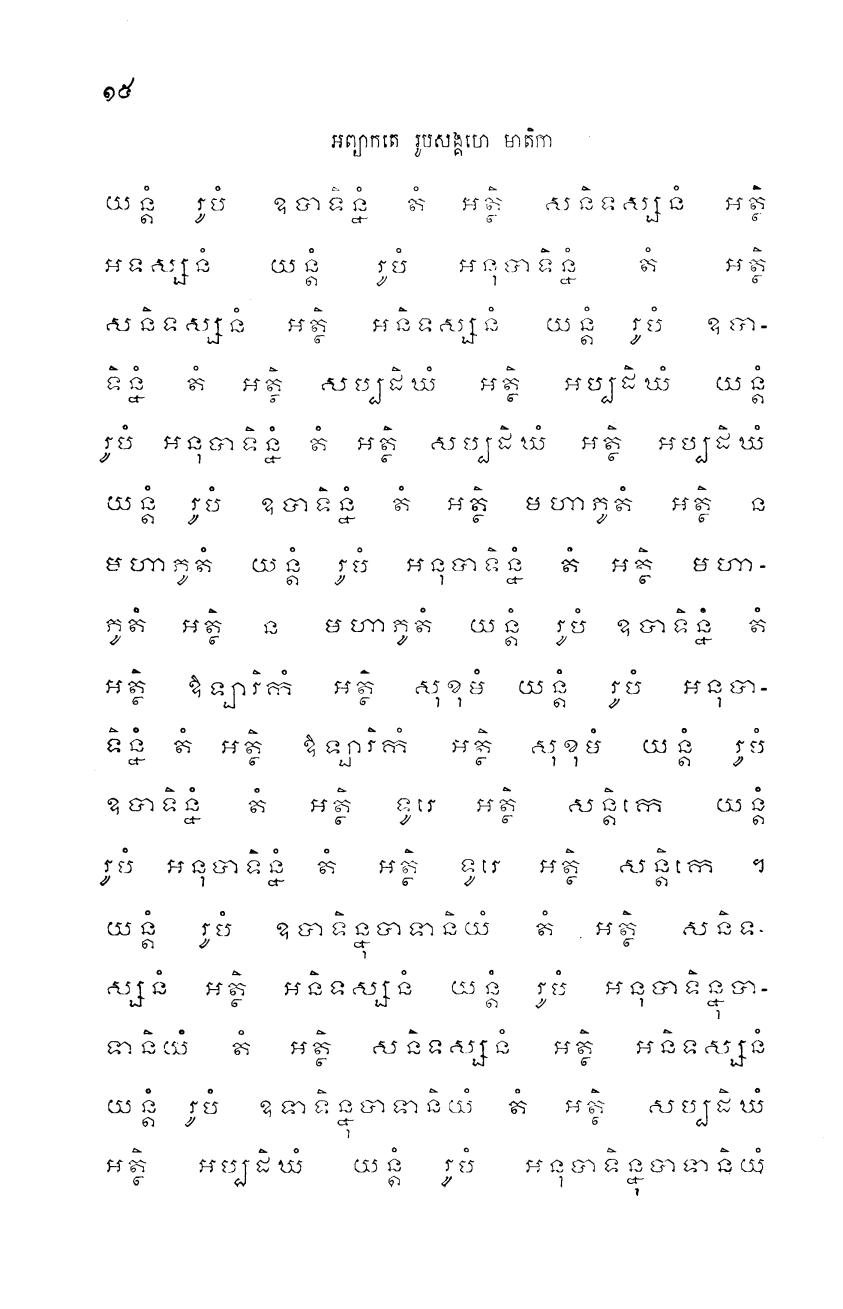 ១៥
អព្យាកតេ រូបសង្គហេ មាតិកា
យន្តំ រូបំ ឧបាទិន្នំ តំ អត្ថិ សនិទស្សនំ អត្ថិ
អទស្សនំ យន្តំ រូបំ អនុបាទិន្នំ តំ អត្ថិ
សនិទស្សនំ អត្ថិ អនិទស្សនំ យន្តំ រូបំ ឧបា-
ទិន្នំ តំ អត្ថិ សប្បដិឃំ អត្ថិ អប្បដិឃំ យន្តំ
រូបំ អនុបាទិន្នំ តំ អត្ថិ សប្បដិឃំ អត្ថិ អប្បដិឃំ
យន្តំ រូបំ ឧបាទិន្នំ តំ អត្ថិ មហាភូតំ អត្ថិ ន
មហាភូតំ យន្តំ រូបំ អនុបាទិន្នំ តំ អត្ថិ មហា-
ភូតំ អត្ថិ ន មហាភូតំ យន្តំ រូបំ ឧបាទិន្នំ តំ
អត្ថិ ឱឡារិកំ អត្ថិ សុខុមំ យន្តំ រូបំ អនុបា-
ទិន្នំ តំ អត្ថិ ឱឡារិកំ អត្ថិ សុខុមំ យន្តំ រូបំ
ឧបាទិន្នំ តំ អត្ថិ ទូរេ អត្ថិ សន្តិកេ យន្តំ
រូបំ អនុបាទិន្នំ តំ អត្ថិ ទូរេ អត្ថិ សន្តិកេ ។
យន្តំ រូបំ ឧបាទិន្នុបាទានិយំ តំ អត្ថិ សនិទ-
ស្សនំ អត្ថិ អនិទស្សនំ យន្តំ រូបំ អនុបាទិន្នុបា-
ទានិយំ តំ អត្ថិ សនិទស្សនំ អត្ថិ អនិទស្សនំ
យន្តំ រូបំ ឧបាទិន្នុបាទានិយំ តំ អត្ថិ សប្បដិឃំ
អត្ថិ អប្បដិឃំ យន្តំ រូបំ អនុបាទិន្នុបាទានិយំ